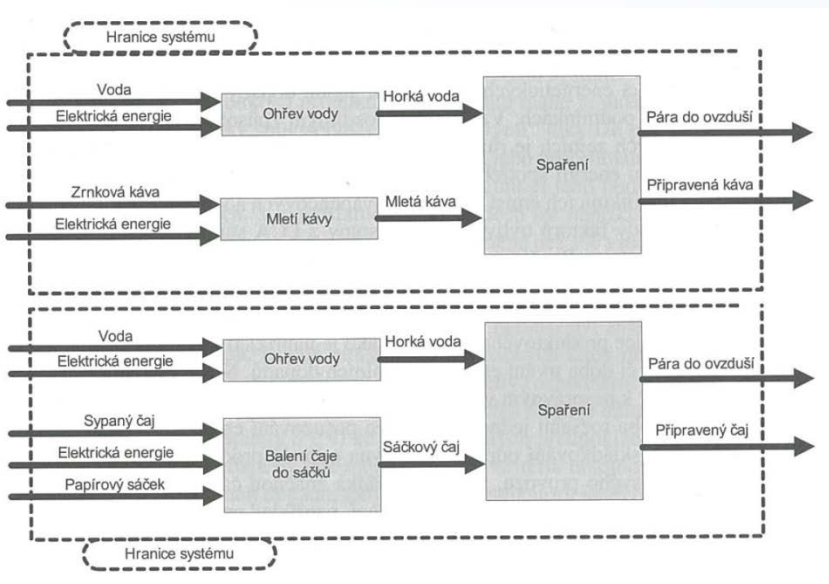 Hranice systému
Voda
Elektrická energie
Ohřev vody
Horká voda
Zrnková káva
Elektrická energie
Mletí kávy
Mletá káva
Spaření
Pára do ovzduší
Připravená káva
Voda
Elektrická energie
Ohřev vody
Horká voda
Sypaný čaj
Elektrická energie
Papírový sáček
Balení čaje
do sáčků
Sáčkový čaj
Spaření
Pára do ovzduší
Připravený čaj
Hranice systému